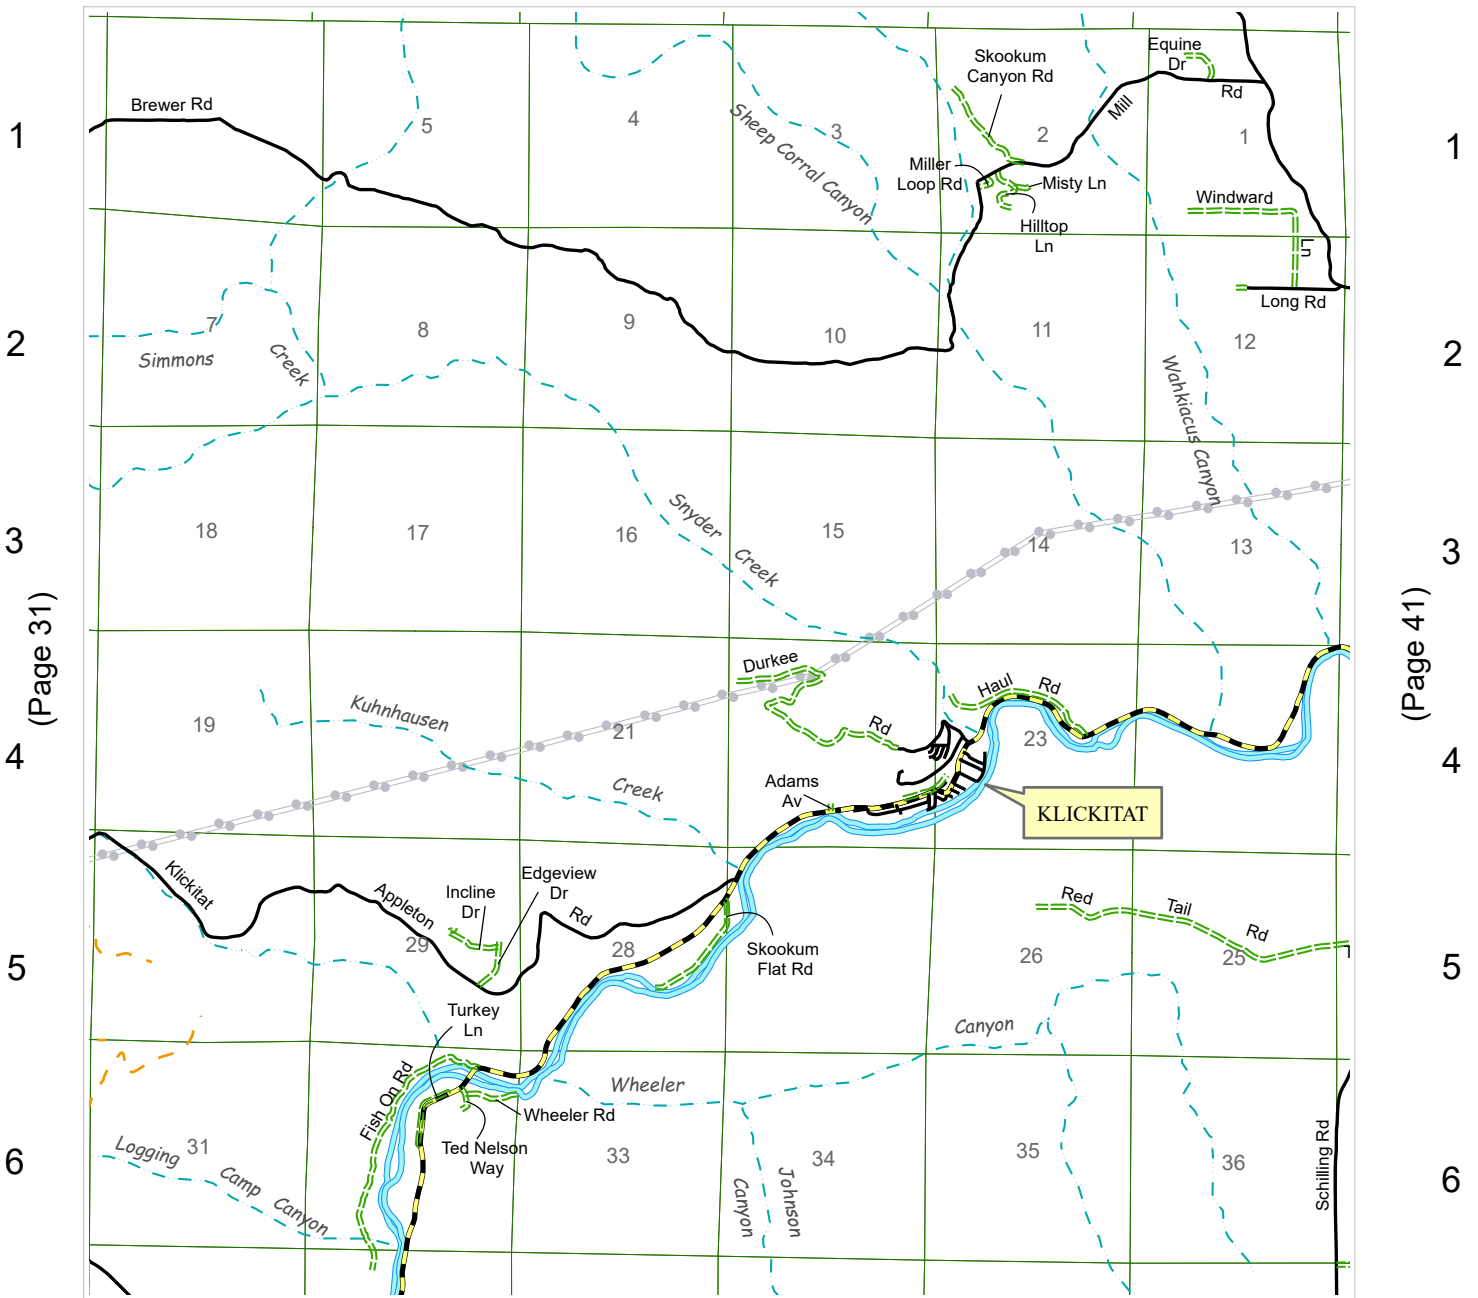 Equine
Dr
Skookum
Canyon Rd
Rd
Mill
Brewer Rd
5
4
3
2
1
1
1
Sheep Corral Canyon
Miller
Loop Rd
Misty Ln
Hilltop
Ln
Windward
Ln
Long Rd
7
8
9
10
11
12
2
2
Simmons
Creek
Wahkiacus Canyon
18
17
16
15
14
13
3
3
Snyder Creek
(Page 31)
(Page 41)
Durkee
Rd
Haul Rd
19
21
23
4
4
Kuhnhausen
Creek
Adams
Av
KLICKITAT
Klickitat
Appleton
Rd
Incline
Dr
Edgeview
Dr
Red Tail Rd
29
28
26
25
5
5
Skookum
Flat Rd
Turkey
Ln
Canyon
Wheeler
Fish On Rd
Wheeler Rd
Ted Nelson
Way
31
33
34
35
36
6
6
Logging
Camp Canyon
Johnson
Canyon
Schilling Rd